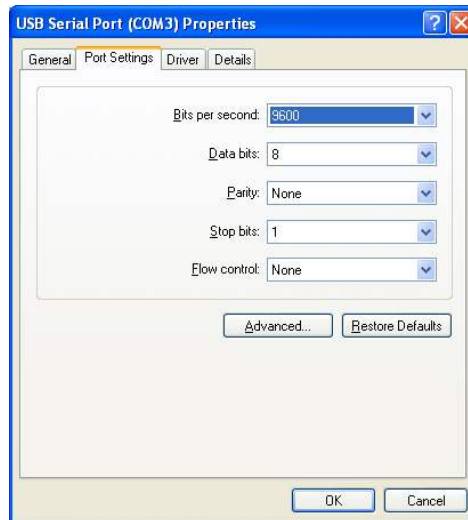 USB Serial Port (COM3) Properties
General Port Settings Driver Details
Bits per second: 9600
Data bits: 8
Parity: None
Stop bits: 1
Flow control: None
Advanced... Restore Defaults
OK Cancel